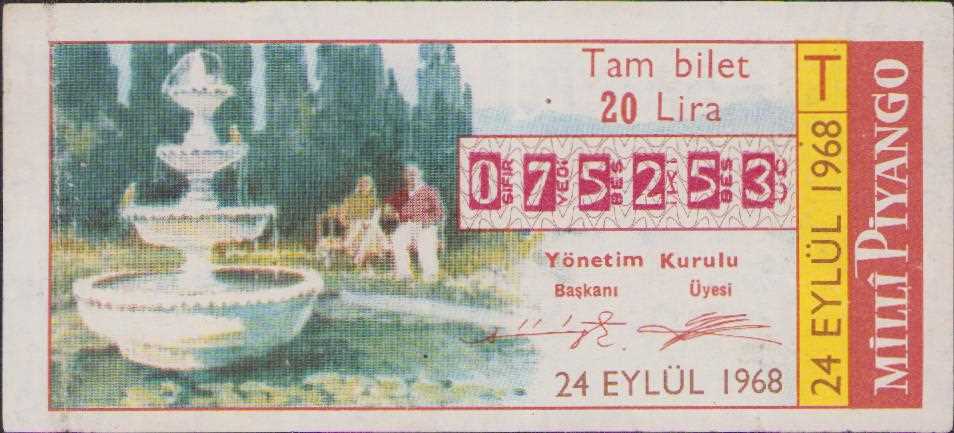 Tam bilet
20 Lira
0 SIFIR 7 YEDİ 5 BEŞ 2 İKİ 5 BEŞ 3 ÜÇ
Yönetim Kurulu
Başkanı Üyesi
24 EYLÜL 1968
T
24 EYLÜL 1968
MİLLÎ PİYANGO